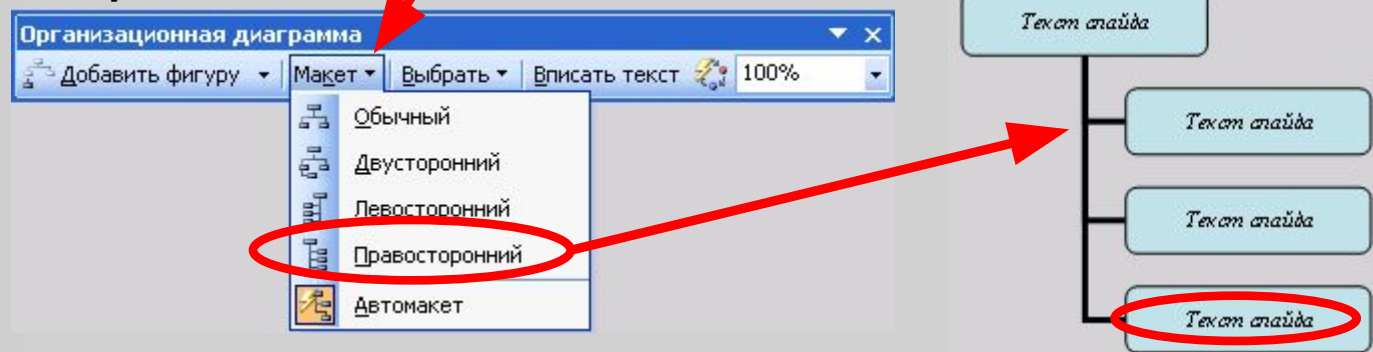 Организационная диаграмма
Добавить фигуру Макет Выбрать Вписать текст 100%
Обычный
Двусторонний
Левосторонний
Правосторонний
Автомакет
Текст слайда
Текст слайда
Текст слайда
Текст слайда